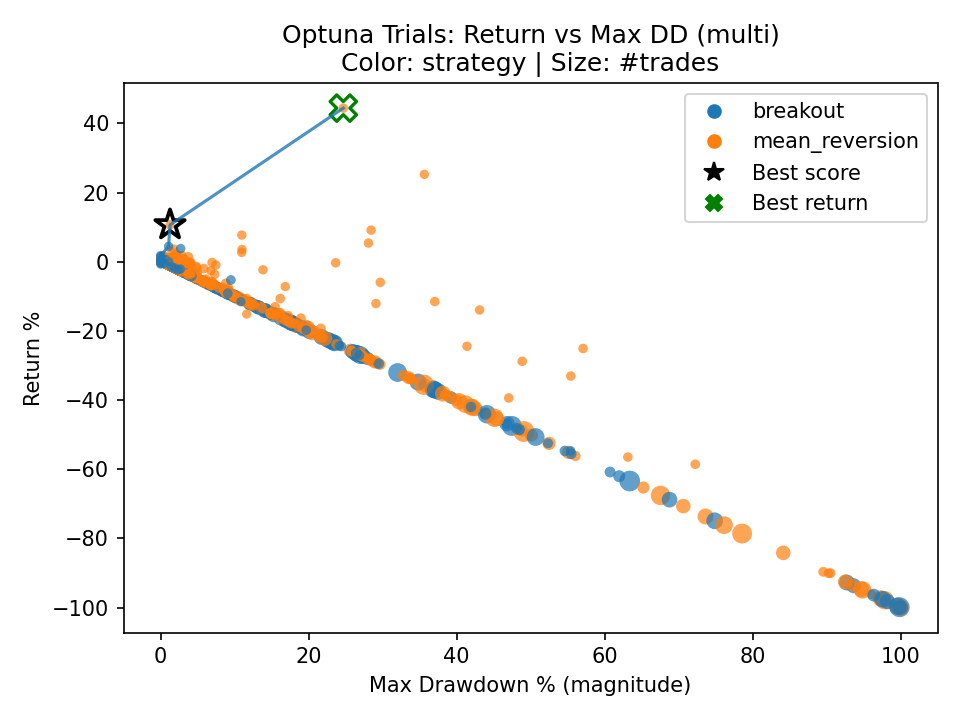 Optuna Trials: Return vs Max DD (multi)
Color: strategy | Size: #trades
breakout
mean_reversion
Best score
Best return
Return %
40
20
0
−20
−40
−60
−80
−100
0
20
40
60
80
100
Max Drawdown % (magnitude)